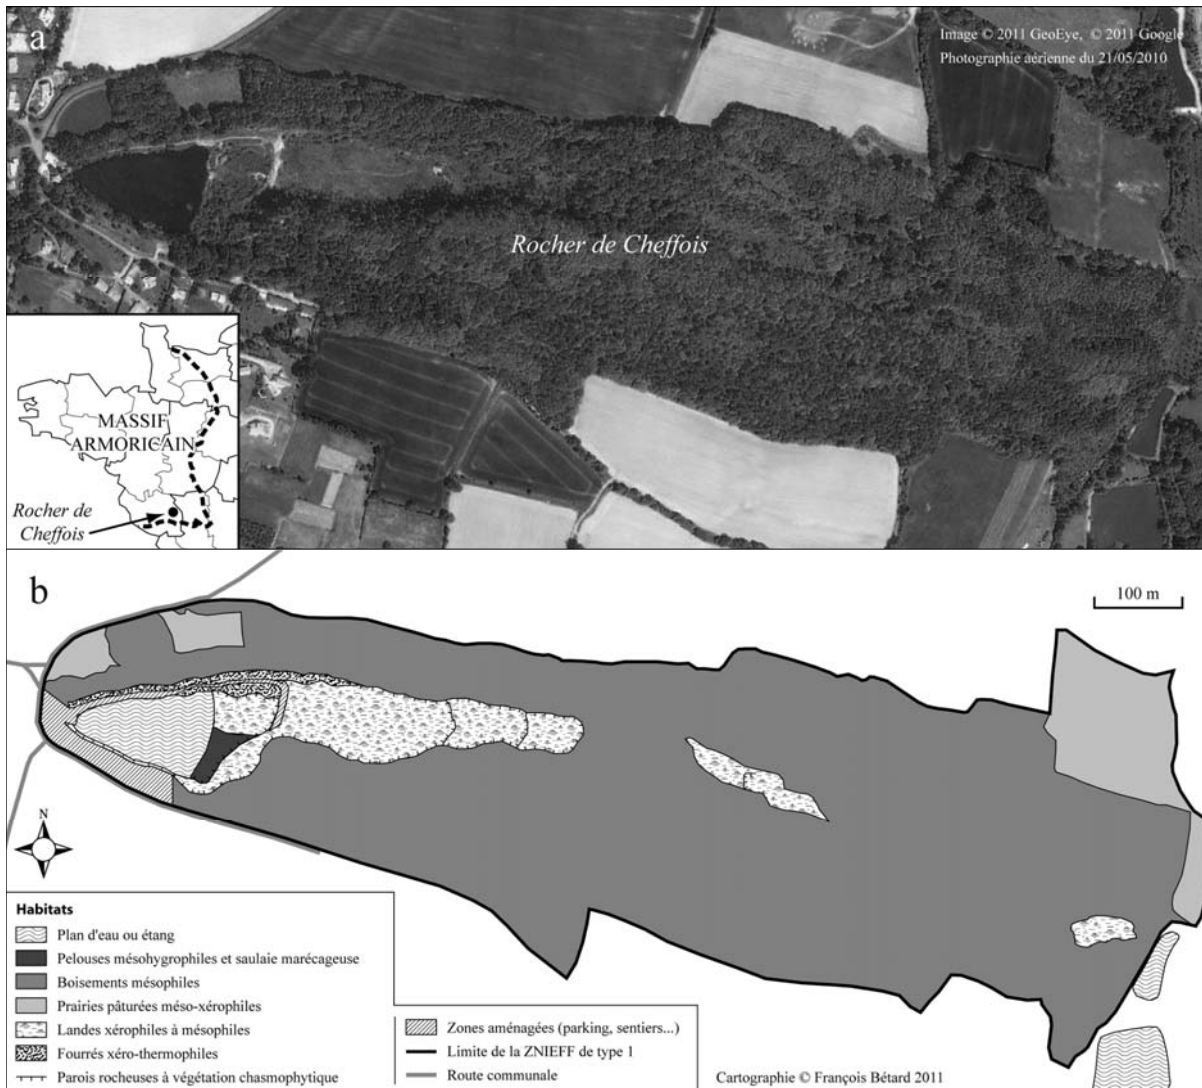 a
Image © 2011 GeoEye, © 2011 Google
Photographie aérienne du 21/05/2010
Rocher de Cheffois
MASSIF
ARMORICAIN
Rocher de
Cheffois
b
100 m
N
Habitats
Plan d'eau ou étang
Pelouses mésohygrophiles et saulaie marécageuse
Boisements mésophiles
Prairies pâturées méso-xérophiles
Landes xérophiles à mésophiles
Fourrés xéro-thermophiles
Parois rocheuses à végétation chasmophytique
Zones aménagées (parking, sentiers...)
Limite de la ZNIEFF de type 1
Route communale
Cartographie © François Bétard 2011